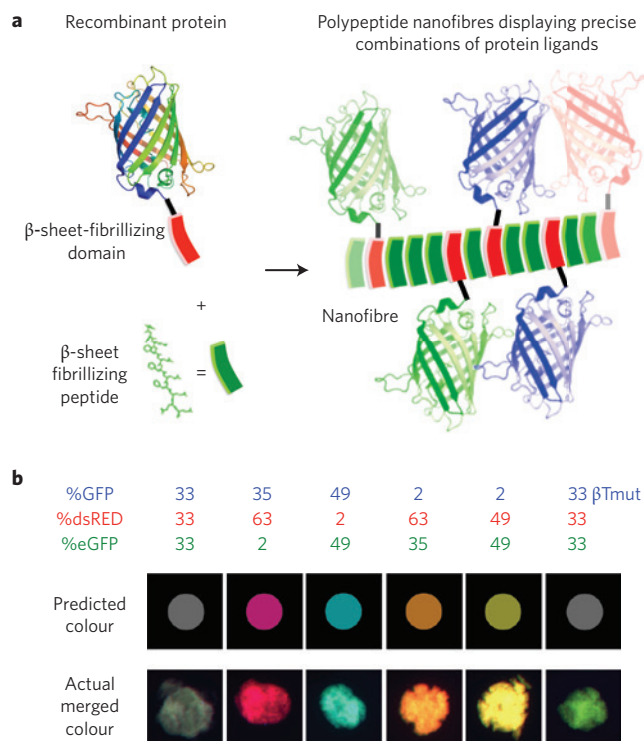 a
Recombinant protein
Polypeptide nanofibres displaying precise
combinations of protein ligands
β-sheet-fibrillizing
domain
+
β-sheet
fibrillizing
peptide
=
Nanofibre
b
%GFP 33 35 49 2 2 33 βTmut
%dsRED 33 63 2 63 49 33
%eGFP 33 2 49 35 49 33
Predicted
colour
Actual
merged
colour